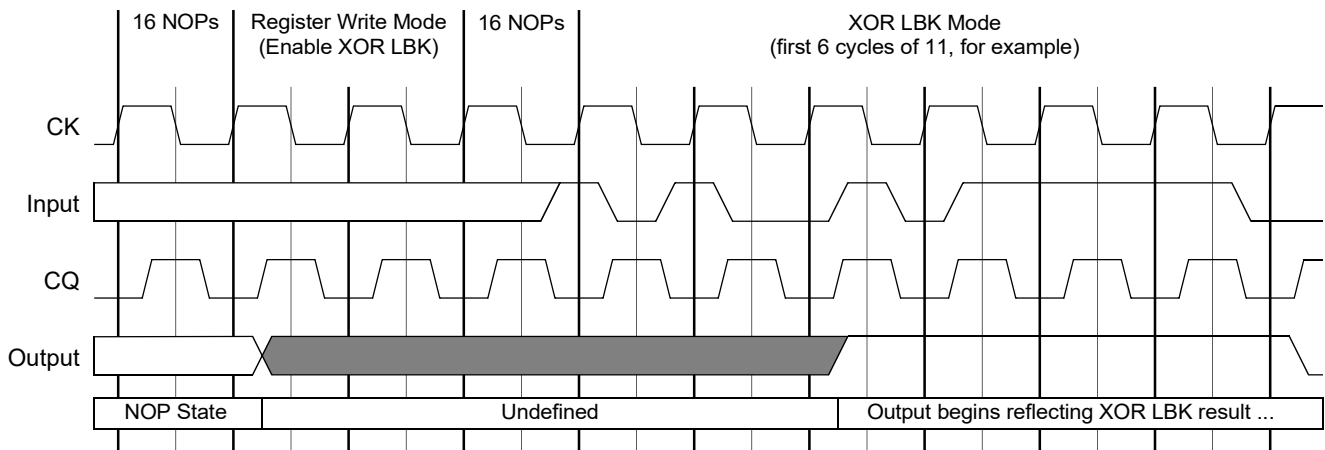 16 NOPs
Register Write Mode
(Enable XOR LBK)
16 NOPs
XOR LBK Mode
(first 6 cycles of 11, for example)
CK
Input
CQ
Output
NOP State
Undefined
Output begins reflecting XOR LBK result ...